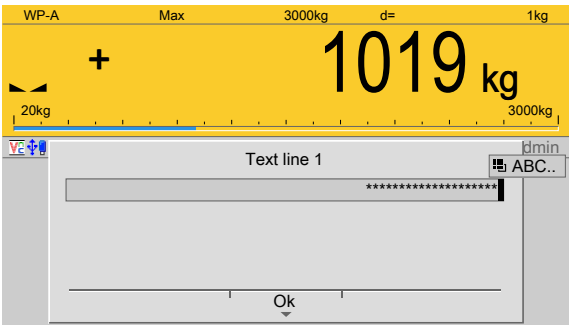 WP-A Max 3000kg d= 1kg
+ 1019 kg
20kg 3000kg
dmin
Text line 1
ABC..
********************
Ok